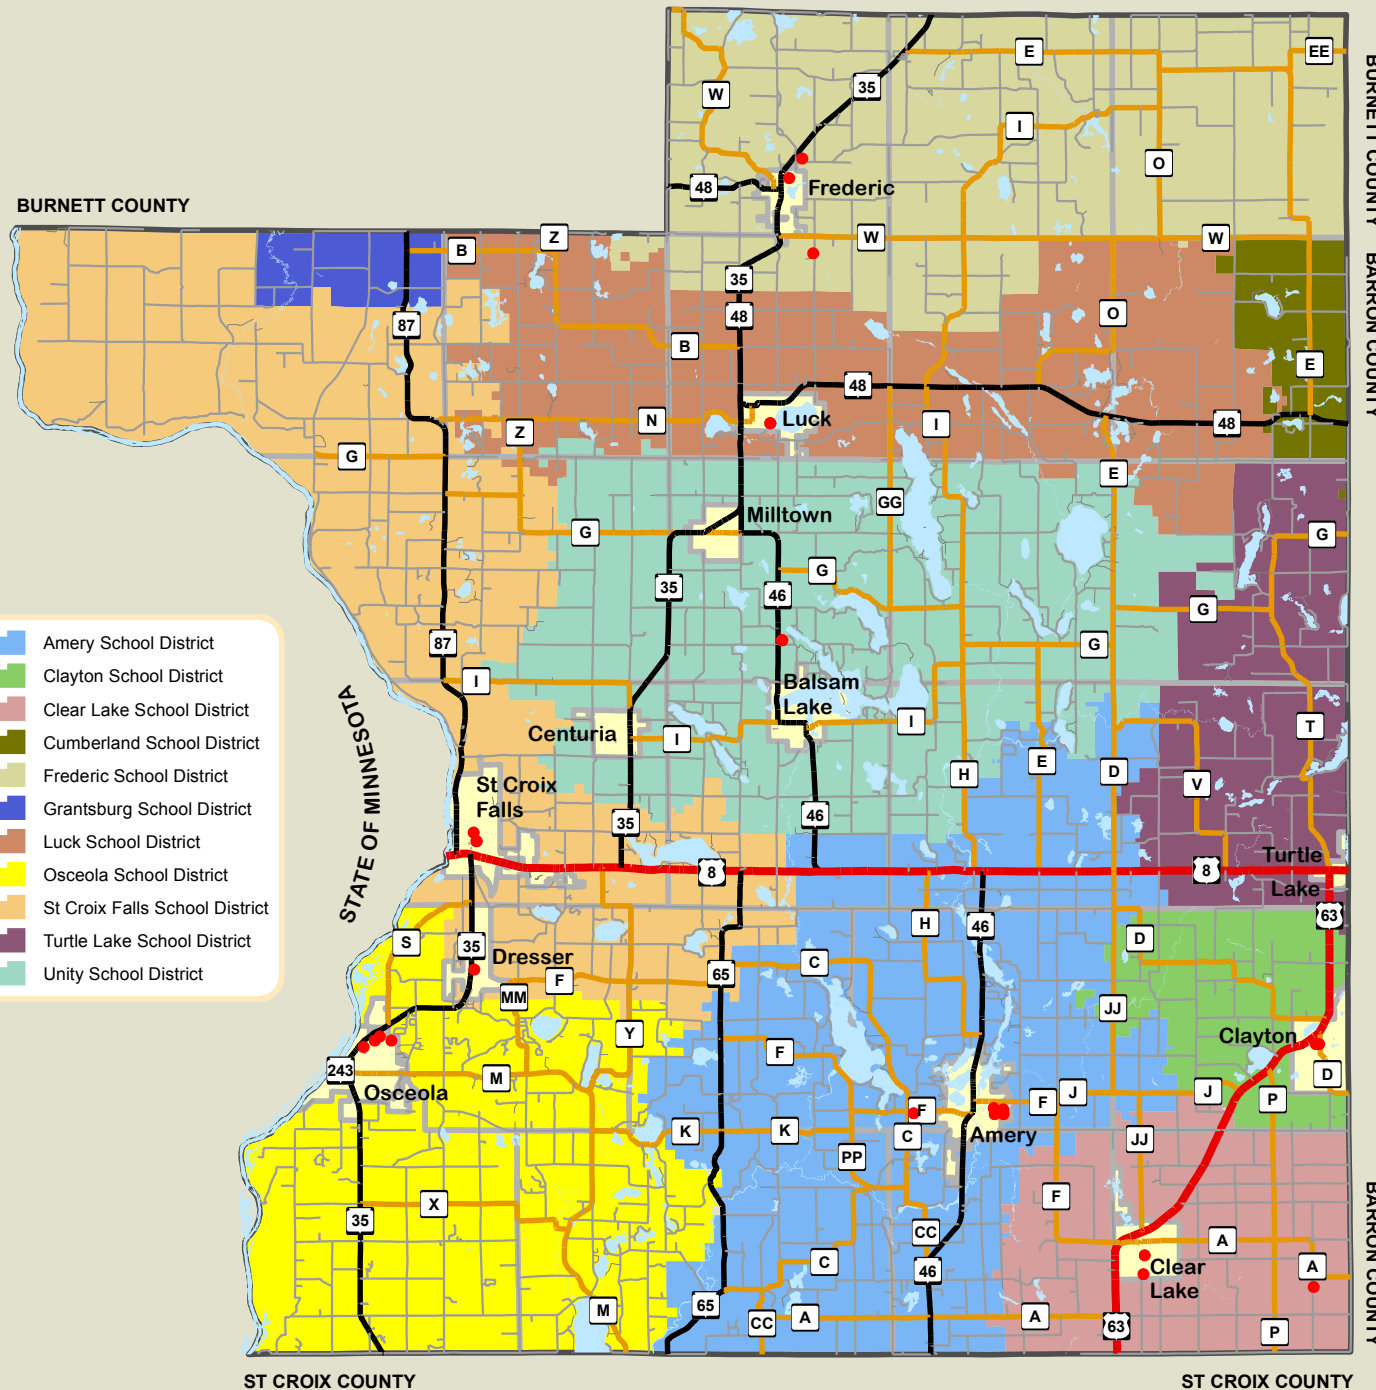 BURNETT COUNTY
BURNETT COUNTY
BARRON COUNTY
BARRON COUNTY
STATE OF MINNESOTA
ST CROIX COUNTY
ST CROIX COUNTY
Amery School District
Clayton School District
Clear Lake School District
Cumberland School District
Frederic School District
Grantsburg School District
Luck School District
Osceola School District
St Croix Falls School District
Turtle Lake School District
Unity School District
E
EE
35
W
I
O
48
Frederic
Z
W
W
B
35
O
48
87
B
E
48
N
Luck
I
48
Z
G
E
GG
Milltown
G
G
G
35
46
G
87
G
I
Balsam
Lake
I
Centuria
I
T
E
D
H
V
St Croix
Falls
35
46
Turtle
Lake
8
8
63
H
46
S
35
D
Dresser
F
65
C
MM
JJ
Y
Clayton
F
243
M
Osceola
D
J
J
P
F
F
K
K
C
Amery
JJ
PP
F
X
35
CC
A
C
46
Clear
Lake
A
M
65
CC
A
A
63
P